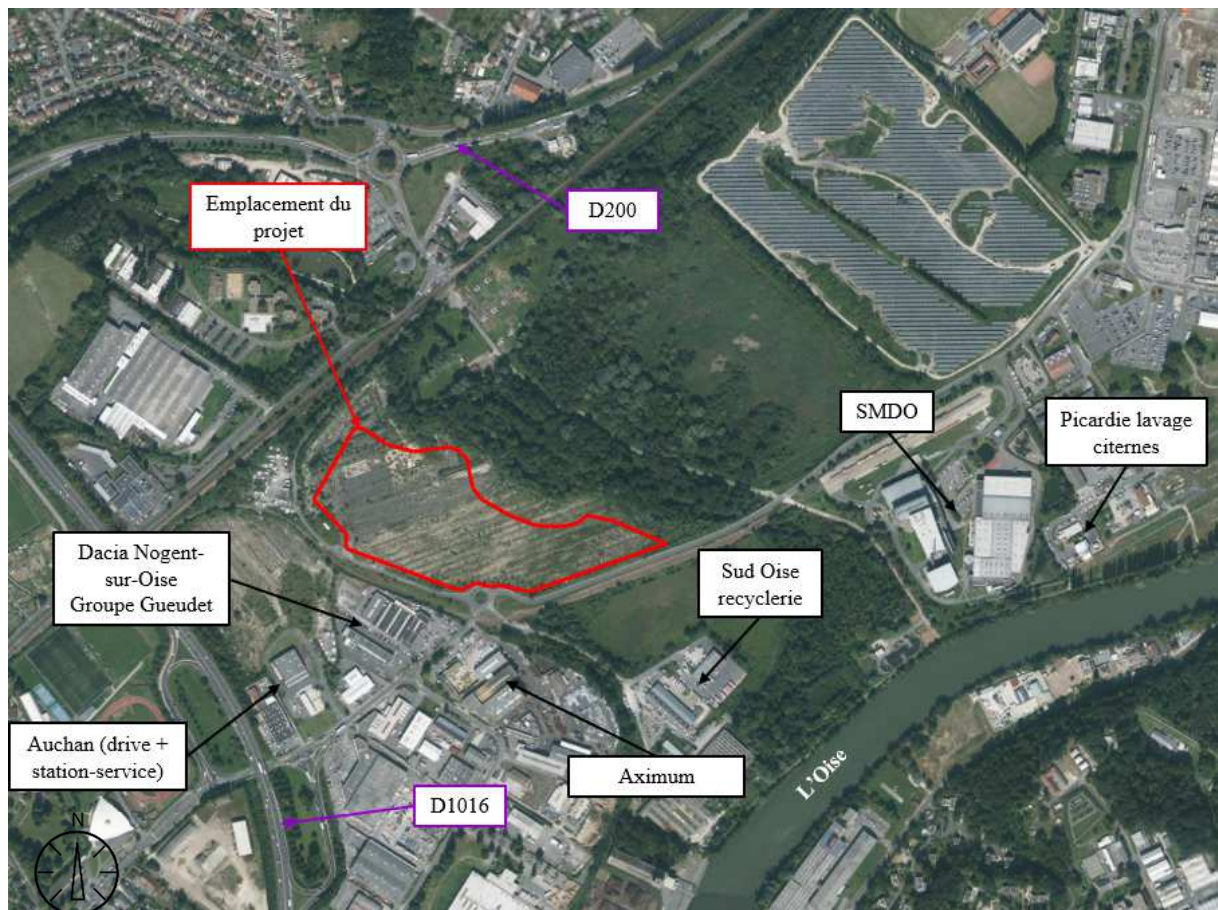 Emplacement du
projet
D200
SMDO
Picardie lavage
citernes
Dacia Nogent-
sur-Oise
Groupe Gueudet
Sud Oise
recyclerie
Auchan (drive +
station-service)
Aximum
L'Oise
D1016
N